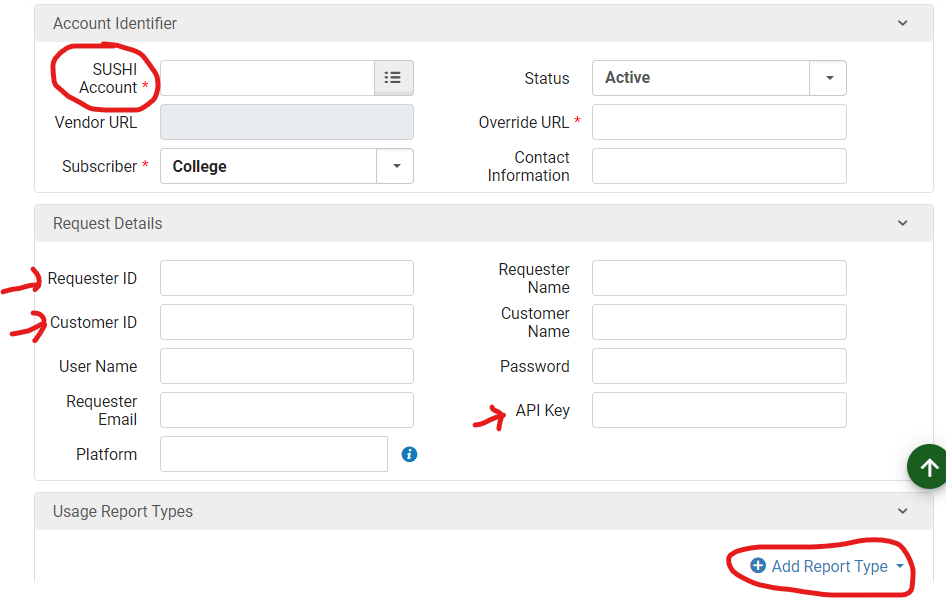 Account Identifier
SUSHI
Account *
Status
Active
Vendor URL
Override URL *
Subscriber *
College
Contact
Information
Request Details
Requester ID
Requester
Name
Customer ID
Customer
Name
User Name
Password
Requester
Email
API Key
Platform
Usage Report Types
Add Report Type